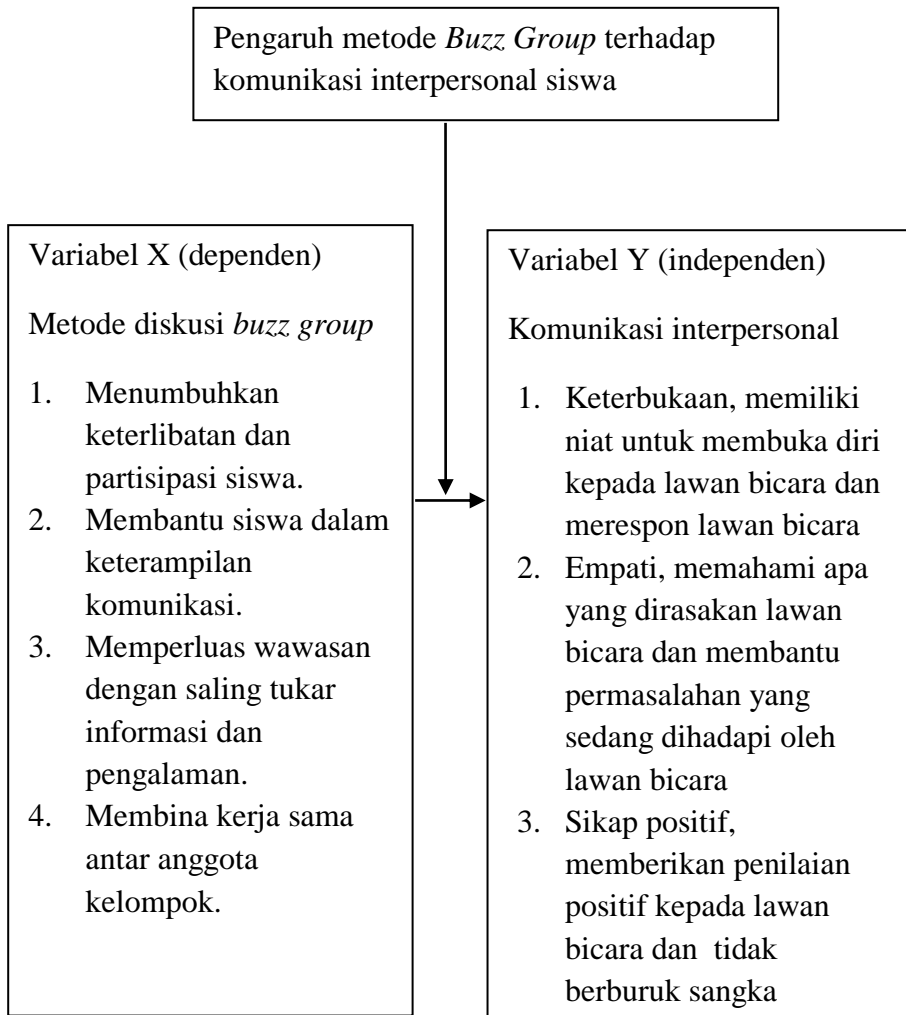 Pengaruh metode Buzz Group terhadap
komunikasi interpersonal siswa
Variabel X (dependen)
Metode diskusi buzz group
1. Menumbuhkan
keterlibatan dan
partisipasi siswa.
2. Membantu siswa dalam
keterampilan
komunikasi.
3. Memperluas wawasan
dengan saling tukar
informasi dan
pengalaman.
4. Membina kerja sama
antar anggota
kelompok.
Variabel Y (independen)
Komunikasi interpersonal
1. Keterbukaan, memiliki
niat untuk membuka diri
kepada lawan bicara dan
merespon lawan bicara
2. Empati, memahami apa
yang dirasakan lawan
bicara dan membantu
permasalahan yang
sedang dihadapi oleh
lawan bicara
3. Sikap positif,
memberikan penilaian
positif kepada lawan
bicara dan tidak
berburuk sangka